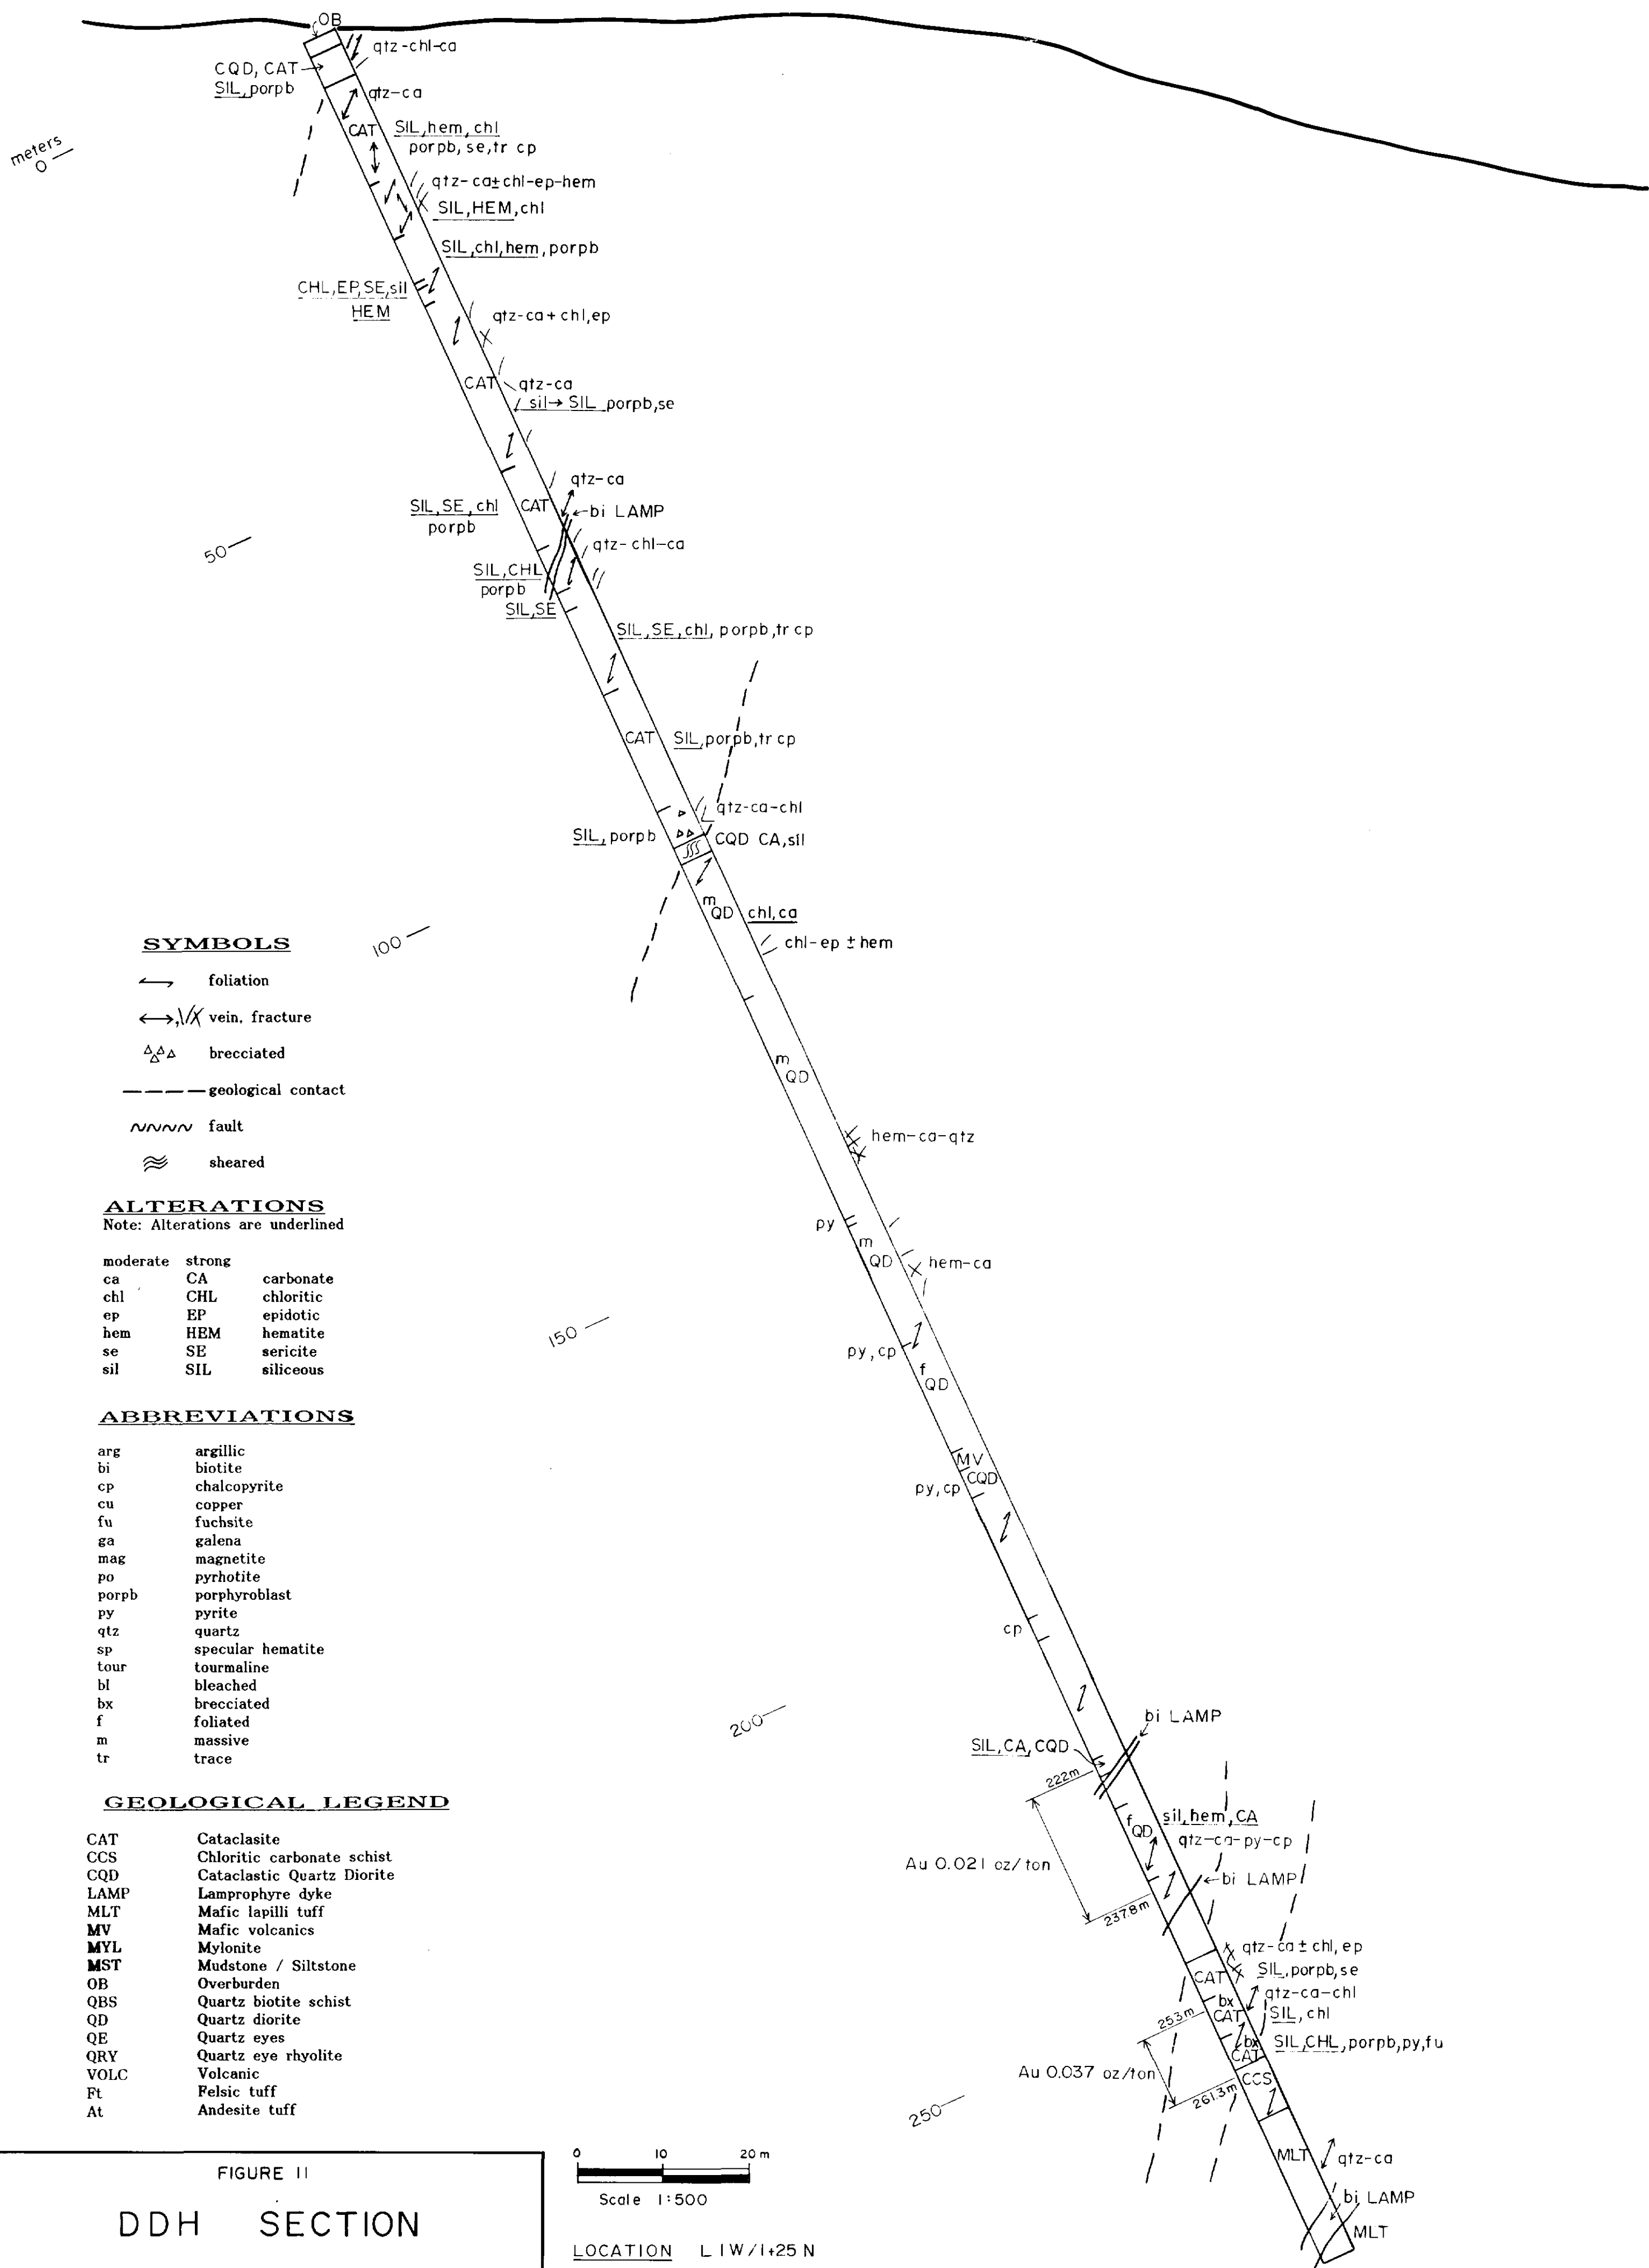 OB
qtz-chl-ca
CQD, CAT
SIL, porpb
qtz-ca
CAT
SIL, hem, chl
porpb, se, tr cp
meters
0
qtz-ca±chl-ep-hem
SIL, HEM, chl
SIL, chl, hem, porpb
CHL, EP, SE, sil
HEM
qtz-ca+chl, ep
CAT
qtz-ca
sil→ SIL porpb, se
qtz-ca
SIL, SE, chl
porpb
CAT
bi LAMP
50
qtz-chl-ca
SIL, CHL
porpb
SIL, SE
SIL, SE, chl, porpb, tr cp
CAT
SIL, porpb, tr cp
qtz-ca-chl
SIL, porpb
CQD CA, sil
m
QD
chl, ca
100
chl-ep ± hem
m
QD
hem-ca-qtz
py
m
QD
hem-ca
150
py, cp
f
QD
MV
CQD
py, cp
cp
200
bi LAMP
SIL, CA, CQD
222m
f
QD
sil, hem, CA
qtz-ca-py-cp
Au 0.021 oz/ton
bi LAMP
237.8m
qtz-ca ± chl, ep
CAT
SIL, porpb, se
qtz-ca-chl
bx
CAT
253m
SIL, chl
bx
CAT
SIL, CHL, porpb, py, fu
Au 0.037 oz/ton
CCS
261.3m
250
MLT
qtz-ca
bi LAMP
MLT
SYMBOLS
foliation
vein, fracture
brecciated
geological contact
fault
sheared
ALTERATIONS
Note: Alterations are underlined
moderate strong
ca CA carbonate
chl CHL chloritic
ep EP epidotic
hem HEM hematite
se SE sericite
sil SIL siliceous
ABBREVIATIONS
arg argillic
bi biotite
cp chalcopyrite
cu copper
fu fuchsite
ga galena
mag magnetite
po pyrhotite
porpb porphyroblast
py pyrite
qtz quartz
sp specular hematite
tour tourmaline
bl bleached
bx brecciated
f foliated
m massive
tr trace
GEOLOGICAL LEGEND
CAT Cataclasite
CCS Chloritic carbonate schist
CQD Cataclastic Quartz Diorite
LAMP Lamprophyre dyke
MLT Mafic lapilli tuff
MV Mafic volcanics
MYL Mylonite
MST Mudstone / Siltstone
OB Overburden
QBS Quartz biotite schist
QD Quartz diorite
QE Quartz eyes
QRY Quartz eye rhyolite
VOLC Volcanic
Ft Felsic tuff
At Andesite tuff
FIGURE 11
DDH SECTION
0 10 20 m
Scale 1:500
LOCATION L 1W/1+25 N